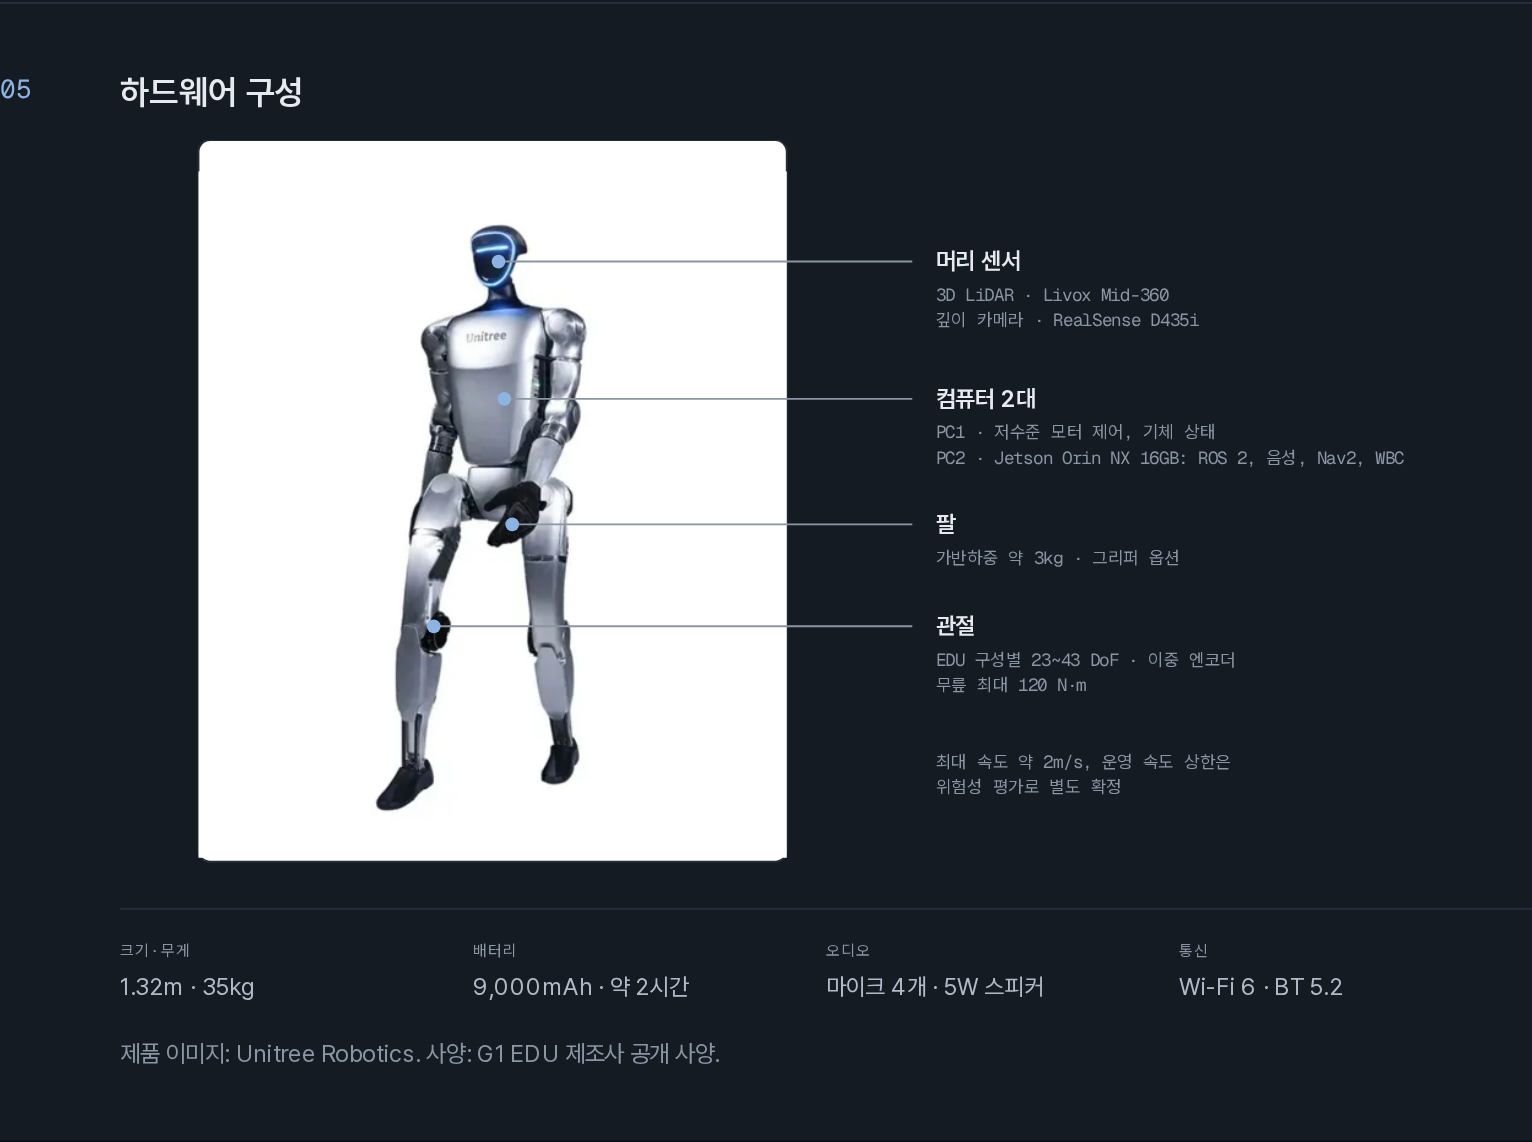 05
하드웨어 구성
Unitree
머리 센서
3D LiDAR · Livox Mid-360
깊이 카메라 · RealSense D435i
컴퓨터 2대
PC1 · 저수준 모터 제어, 기체 상태
PC2 · Jetson Orin NX 16GB: ROS 2, 음성, Nav2, WBC
팔
가반하중 약 3kg · 그리퍼 옵션
관절
EDU 구성별 23~43 DoF · 이중 엔코더
무릎 최대 120 N·m
최대 속도 약 2m/s, 운영 속도 상한은
위험성 평가로 별도 확정
크기 · 무게
1.32m · 35kg
배터리
9,000mAh · 약 2시간
오디오
마이크 4개 · 5W 스피커
통신
Wi-Fi 6 · BT 5.2
제품 이미지: Unitree Robotics. 사양: G1 EDU 제조사 공개 사양.